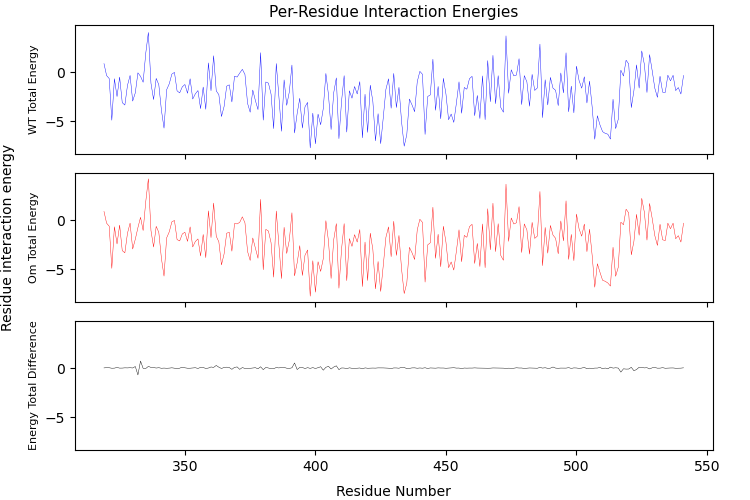 Per-Residue Interaction Energies
Residue interaction energy
WT Total Energy
0
−5
Om Total Energy
0
−5
Energy Total Difference
0
−5
350 400 450 500 550
Residue Number